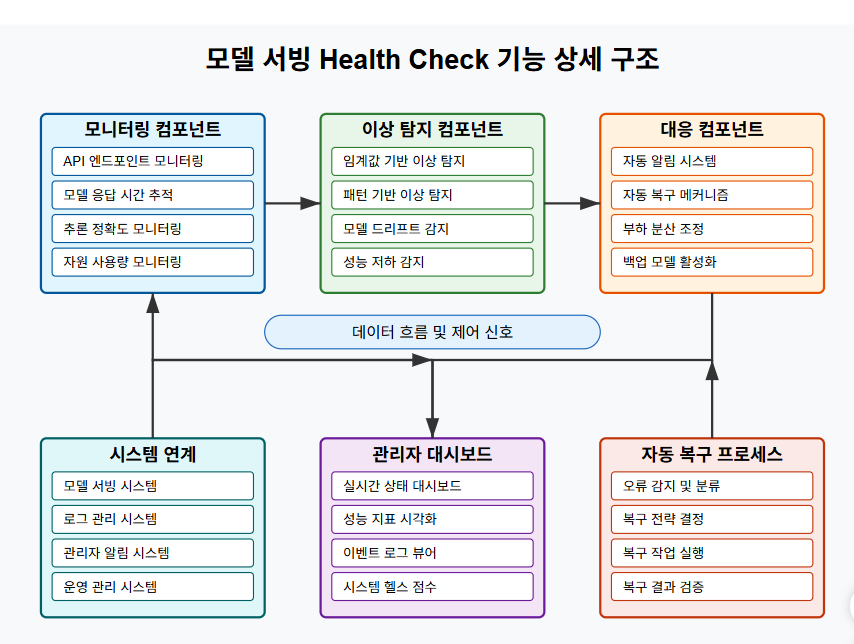 모델 서빙 Health Check 기능 상세 구조
모니터링 컴포넌트
API 엔드포인트 모니터링
모델 응답 시간 추적
추론 정확도 모니터링
자원 사용량 모니터링
이상 탐지 컴포넌트
임계값 기반 이상 탐지
패턴 기반 이상 탐지
모델 드리프트 감지
성능 저하 감지
대응 컴포넌트
자동 알림 시스템
자동 복구 메커니즘
부하 분산 조정
백업 모델 활성화
데이터 흐름 및 제어 신호
시스템 연계
모델 서빙 시스템
로그 관리 시스템
관리자 알림 시스템
운영 관리 시스템
관리자 대시보드
실시간 상태 대시보드
성능 지표 시각화
이벤트 로그 뷰어
시스템 헬스 점수
자동 복구 프로세스
오류 감지 및 분류
복구 전략 결정
복구 작업 실행
복구 결과 검증